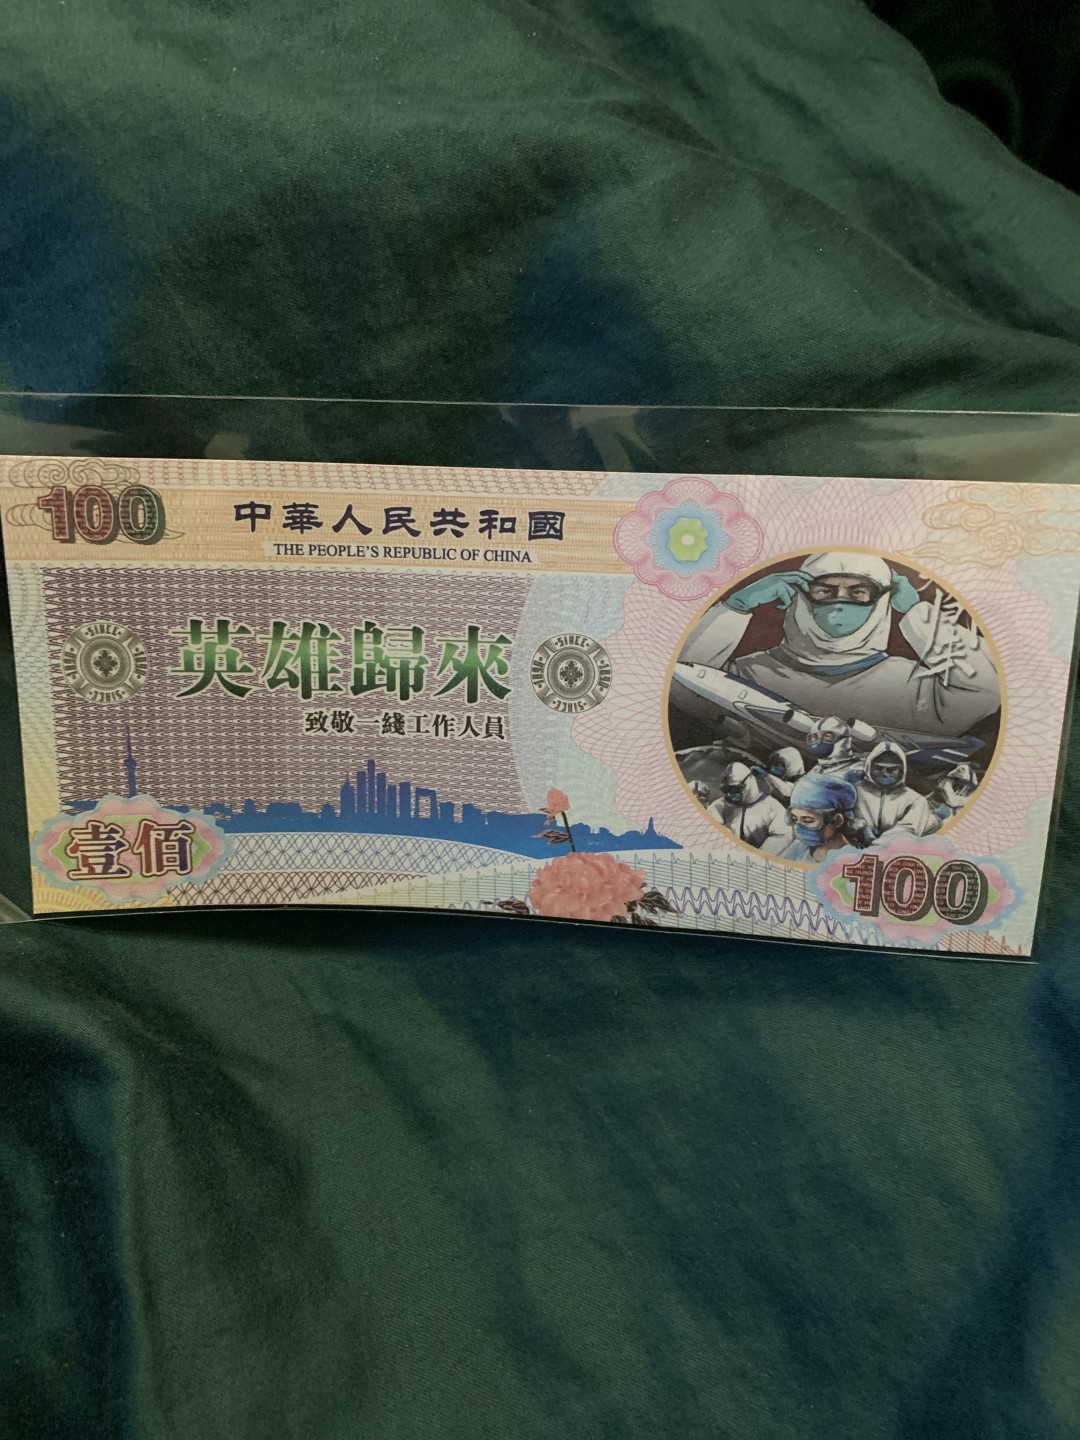 100
中華人民共和國
THE PEOPLE'S REPUBLIC OF CHINA
英雄歸來
致敬一綫工作人員
壹佰
100